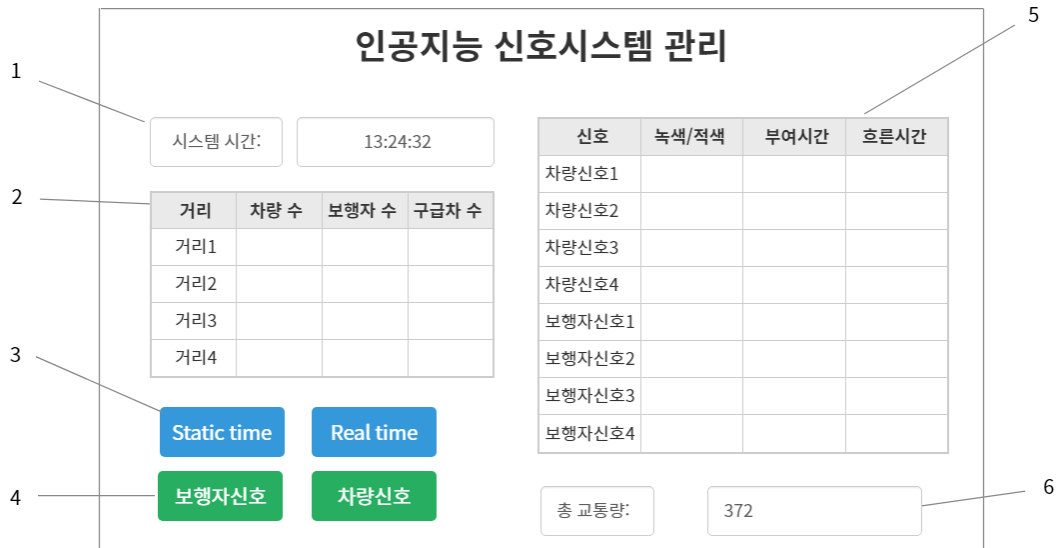 인공지능 신호시스템 관리
1
시스템 시간:
13:24:32
2
거리 차량 수 보행자 수 구급차 수
거리1
거리2
거리3
거리4
3
Static time Real time
4
보행자신호 차량신호
5
신호 녹색/적색 부여시간 흐른시간
차량신호1
차량신호2
차량신호3
차량신호4
보행자신호1
보행자신호2
보행자신호3
보행자신호4
총 교통량:
372
6